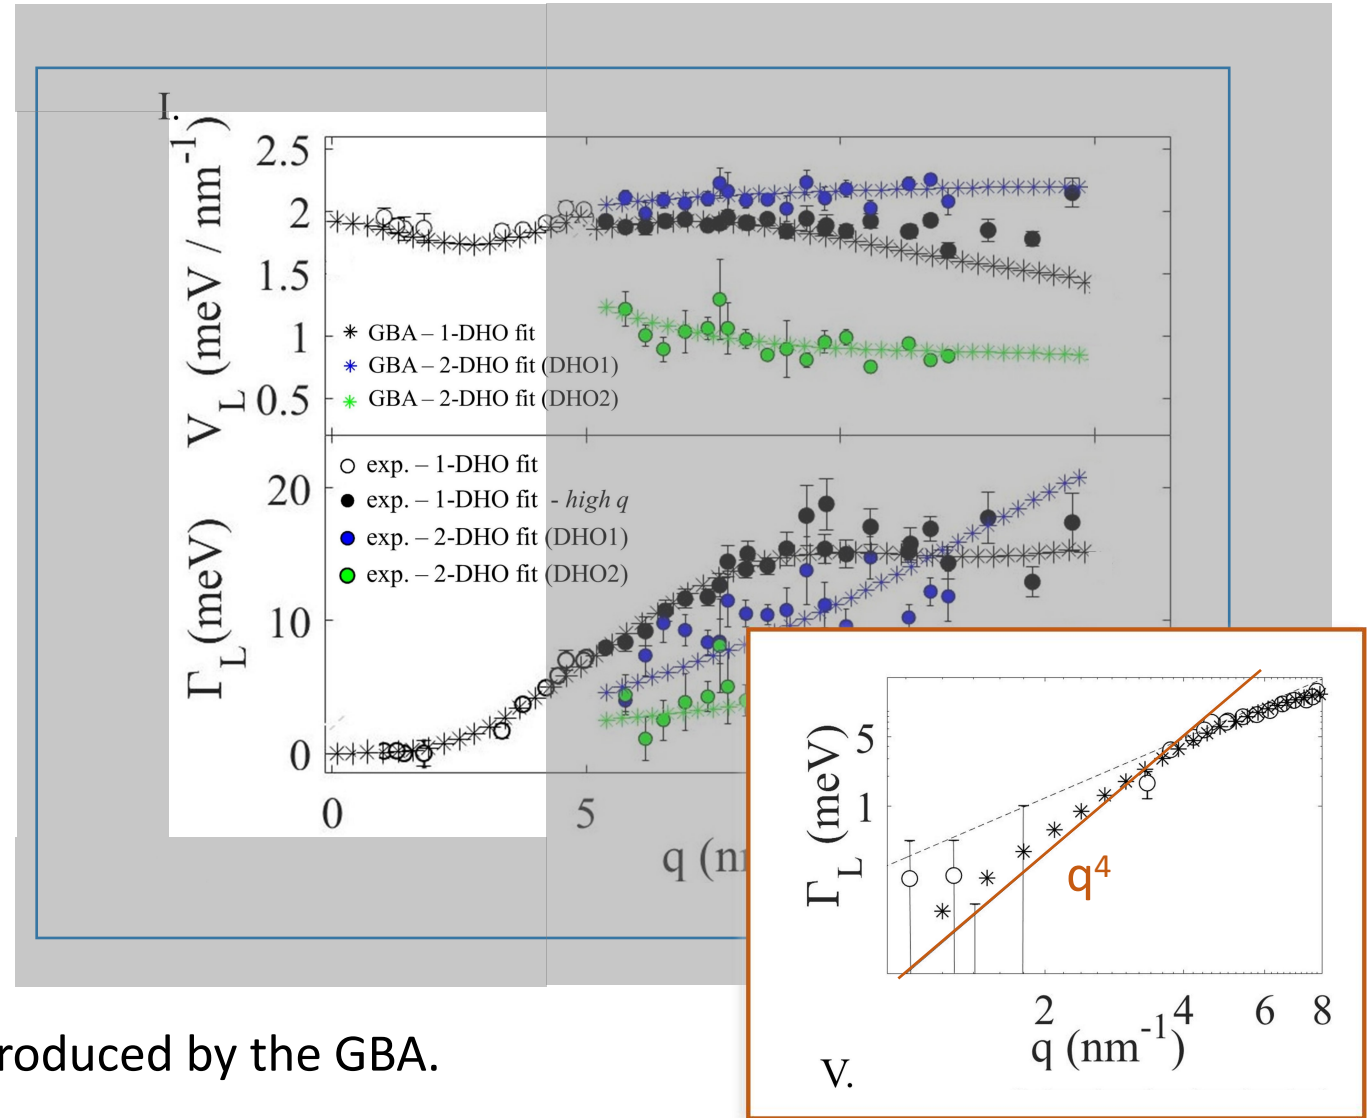 I.
V_L (meV / nm⁻¹)
2.5
2
1.5
1
0.5
GBA – 1-DHO fit
GBA – 2-DHO fit (DHO1)
GBA – 2-DHO fit (DHO2)
Γ_L (meV)
20
10
0
exp. – 1-DHO fit
exp. – 1-DHO fit - high q
exp. – 2-DHO fit (DHO1)
exp. – 2-DHO fit (DHO2)
0
5
q (n
Γ_L (meV)
5
1
q⁴
2
4
6
8
q (nm⁻¹)
V.
roduced by the GBA.